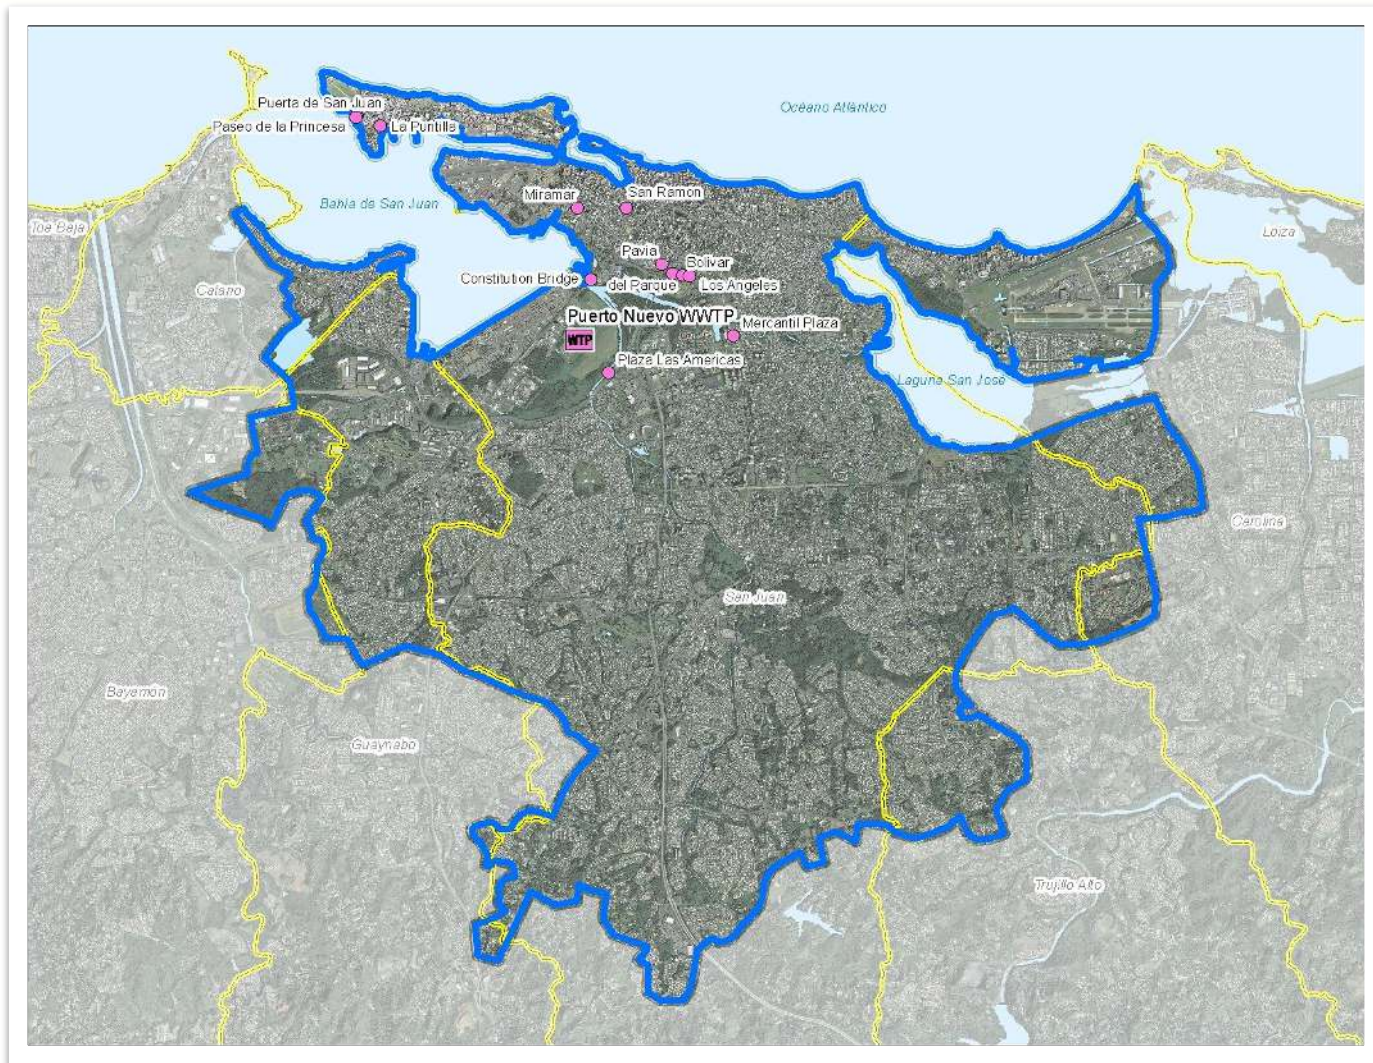 Océano Atlántico
Puerta de San Juan
Paseo de la Princesa
La Puntilla
Miramar
San Ramon
Bahía de San Juan
Toa Baja
Loíza
Pavia
Bolivar
Cataño
Constitution Bridge
del Parque
Los Angeles
Puerto Nuevo WWTP
Mercantil Plaza
WTP
Plaza Las Americas
Laguna San José
Carolina
San Juan
Bayamón
Guaynabo
Trujillo Alto